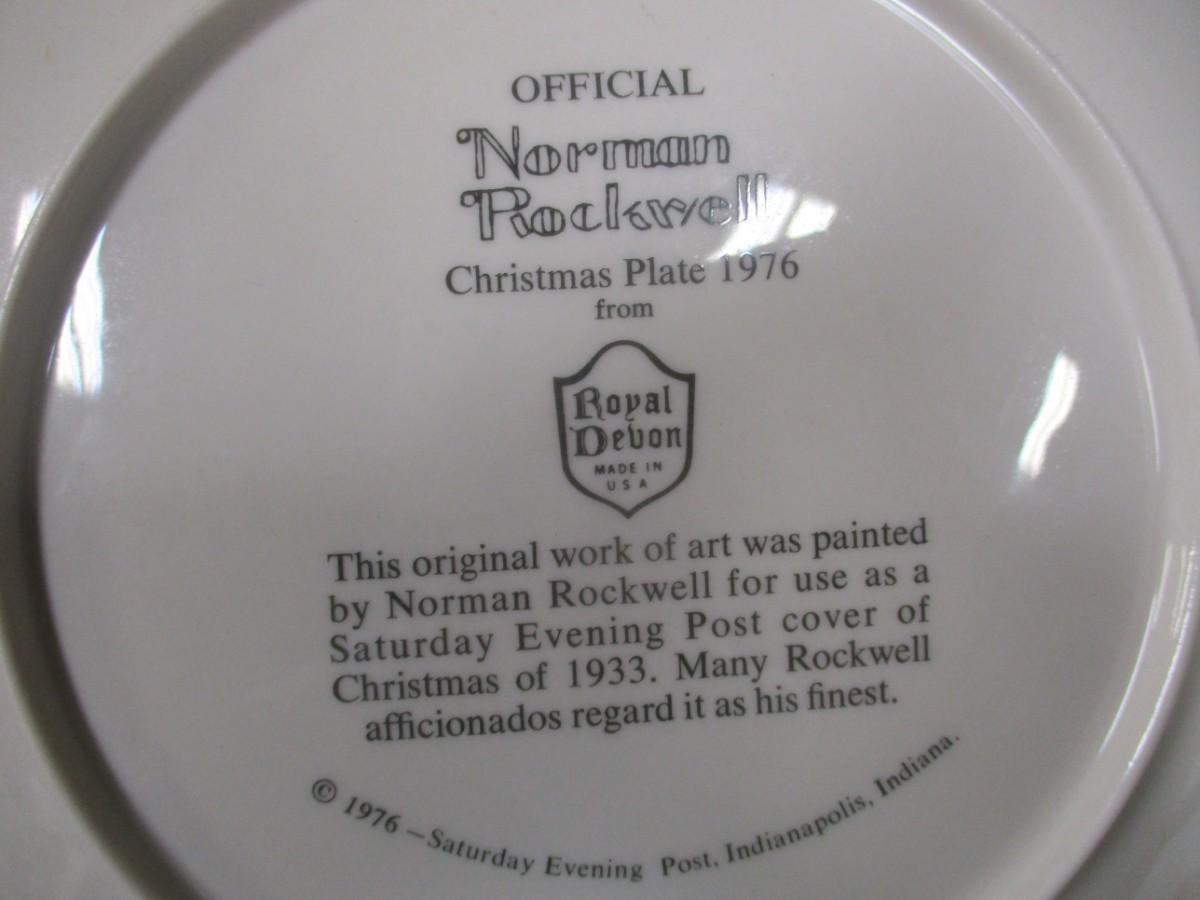 OFFICIAL
Norman
Rockwell
Christmas Plate 1976
from
Royal
Devon
MADE IN
USA
This original work of art was painted
by Norman Rockwell for use as a
Saturday Evening Post cover of
Christmas of 1933. Many Rockwell
afficionados regard it as his finest.
© 1976 —Saturday Evening Post, Indianapolis, Indiana.